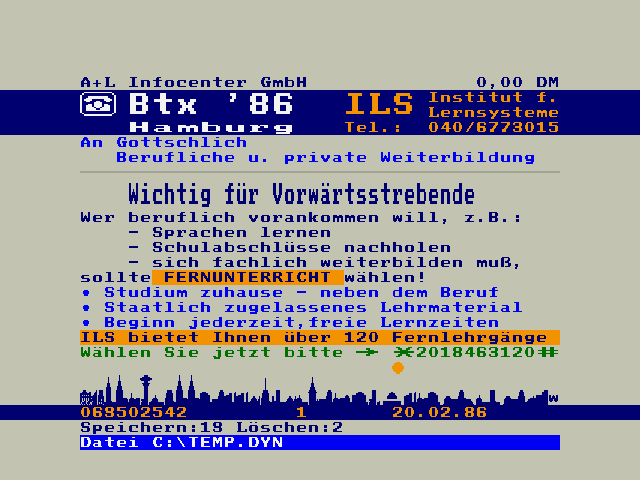 A+L Infocenter GmbH 0,00 DM
Btx '86 ILS Institut f.
Lernsysteme
Hamburg Tel.: 040/6773015
An Gottschlich
Berufliche u. private Weiterbildung
Wichtig für Vorwärtsstrebende
Wer beruflich vorankommen will, z.B.:
- Sprachen lernen
- Schulabschlüsse nachholen
- sich fachlich weiterbilden muß,
sollte FERNUNTERRICHT wählen!
• Studium zuhause - neben dem Beruf
• Staatlich zugelassenes Lehrmaterial
• Beginn jederzeit,freie Lernzeiten
ILS bietet Ihnen über 120 Fernlehrgänge
Wählen Sie jetzt bitte → *2018463120#
068502542 1 20.02.86
Speichern:19 Löschen:2
Datei C:\TEMP.DYN